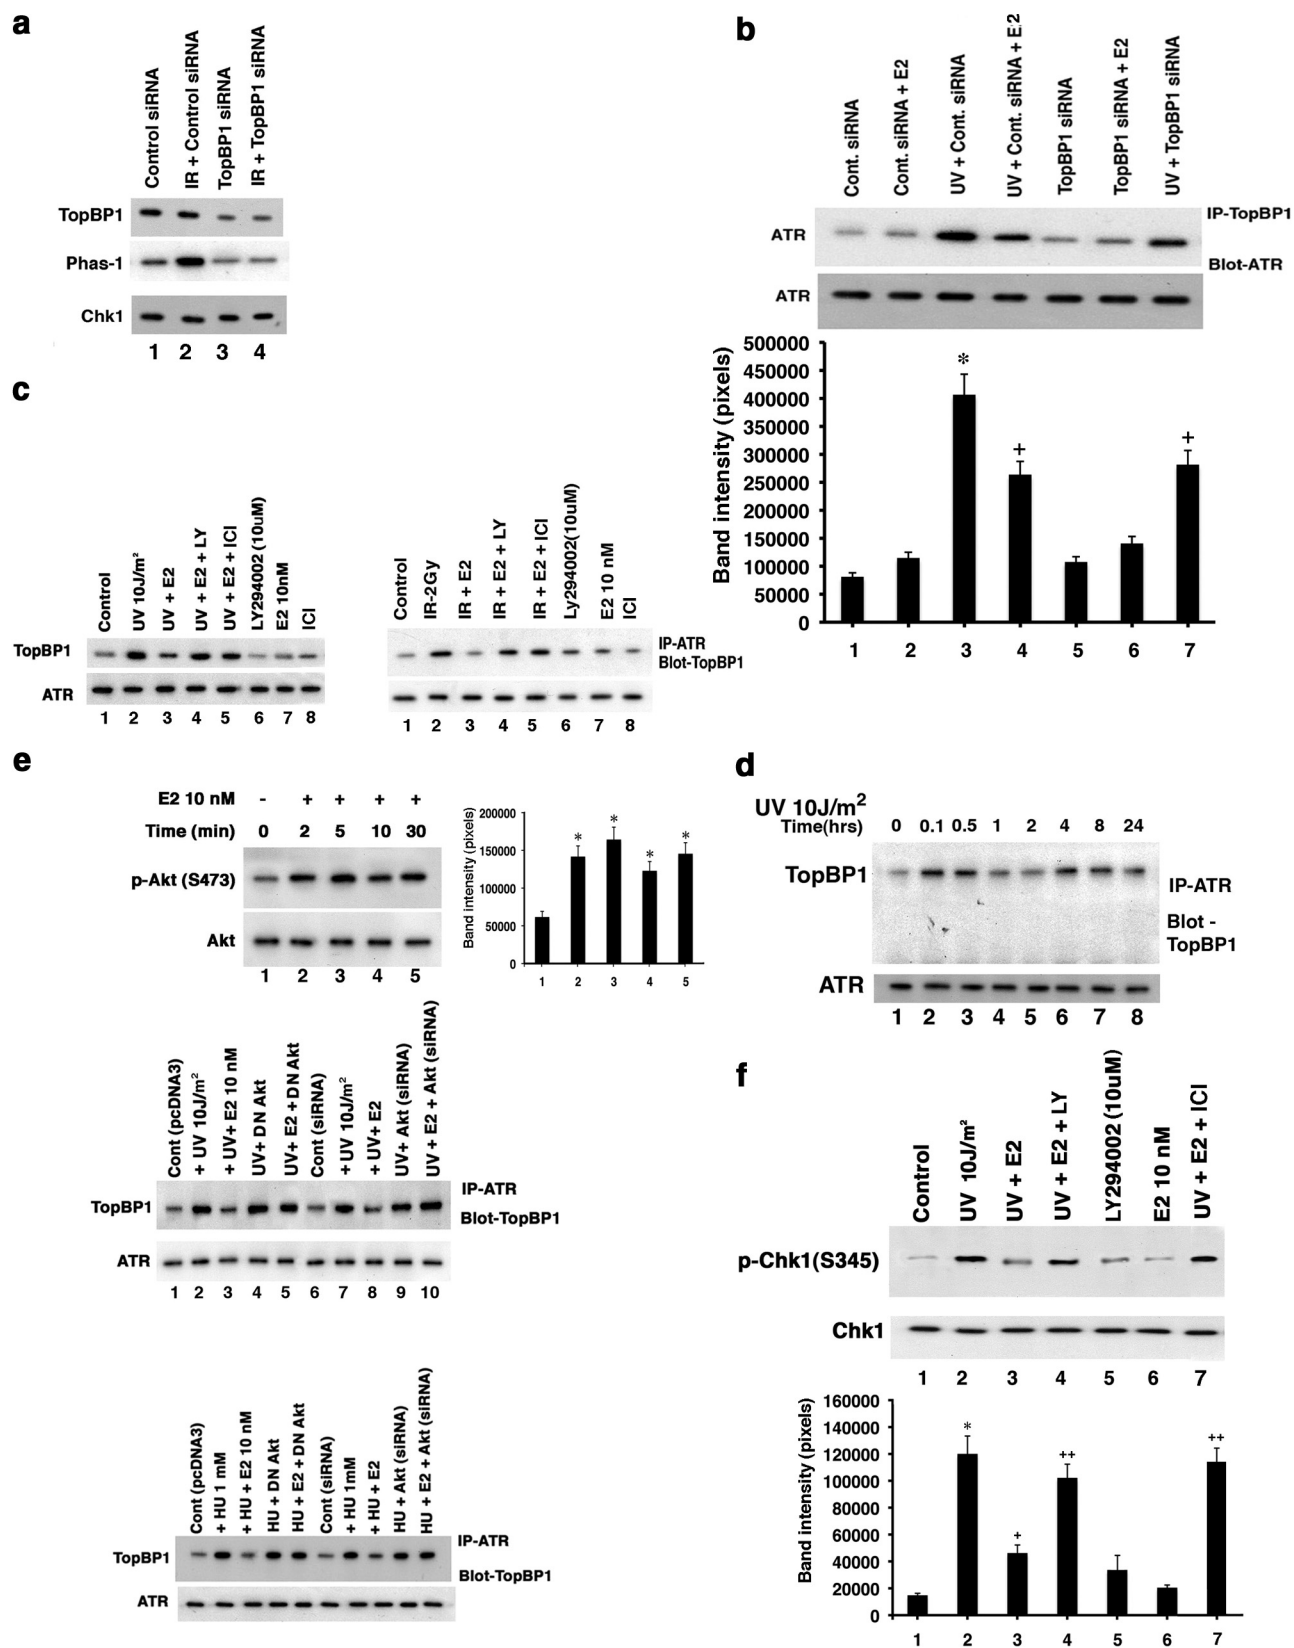 a
Control siRNA
IR + Control siRNA
TopBP1 siRNA
IR + TopBP1 siRNA
TopBP1
Phas-1
Chk1
1 2 3 4
b
Cont. siRNA
Cont. siRNA + E2
UV + Cont. siRNA
UV + Cont. siRNA + E2
TopBP1 siRNA
TopBP1 siRNA + E2
UV + TopBP1 siRNA
ATR
IP-TopBP1
Blot-ATR
ATR
Band intensity (pixels)
500000
450000
400000
350000
300000
250000
200000
150000
100000
50000
0
*
+
+
1 2 3 4 5 6 7
c
Control
UV 10J/m²
UV + E2
UV + E2 + LY
UV + E2 + ICI
LY294002 (10uM)
E2 10nM
ICI
TopBP1
ATR
1 2 3 4 5 6 7 8
Control
IR-2Gy
IR + E2
IR + E2 + LY
IR + E2 + ICI
Ly294002(10uM)
E2 10 nM
ICI
IP-ATR
Blot-TopBP1
1 2 3 4 5 6 7 8
e
E2 10 nM - + + + +
Time (min) 0 2 5 10 30
p-Akt (S473)
Akt
1 2 3 4 5
Band intensity (pixels)
200000
150000
100000
50000
0
* * * *
1 2 3 4 5
d
UV 10J/m²
Time(hrs) 0 0.1 0.5 1 2 4 8 24
TopBP1
IP-ATR
Blot -
TopBP1
ATR
1 2 3 4 5 6 7 8
Cont (pcDNA3)
+ UV 10J/m²
+ UV+ E2 10 nM
UV+ DN Akt
UV+ E2 +DN Akt
Cont (siRNA)
+ UV 10J/m²
+ UV+ E2
UV+ Akt (siRNA)
UV + E2 + Akt (siRNA)
TopBP1
IP-ATR
Blot-TopBP1
ATR
1 2 3 4 5 6 7 8 9 10
Cont (pcDNA3)
+ HU 1 mM
+ HU + E2 10 nM
HU + DN Akt
HU + E2 + DN Akt
Cont (siRNA)
+ HU 1mM
+ HU + E2
HU + Akt (siRNA)
HU + E2 + Akt (siRNA)
TopBP1
IP-ATR
Blot-TopBP1
ATR
f
Control
UV 10J/m²
UV + E2
UV + E2 + LY
LY294002 (10uM)
E2 10 nM
UV + E2 + ICI
p-Chk1(S345)
Chk1
1 2 3 4 5 6 7
Band intensity (pixels)
160000
140000
120000
100000
80000
60000
40000
20000
0
*
+
++
++
1 2 3 4 5 6 7